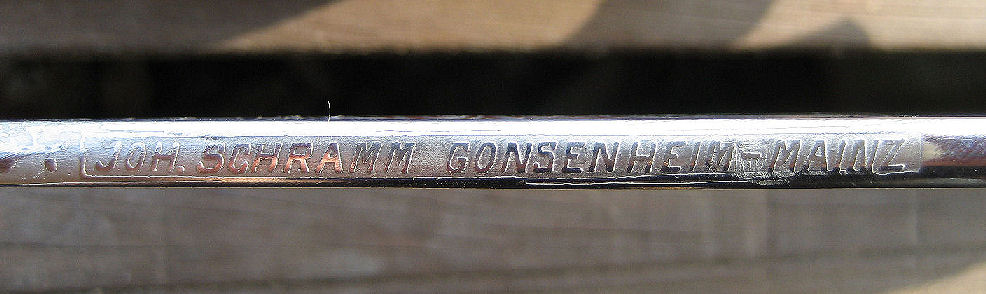 JOH. SCHRAMM GONSENHEIM-MAINZ